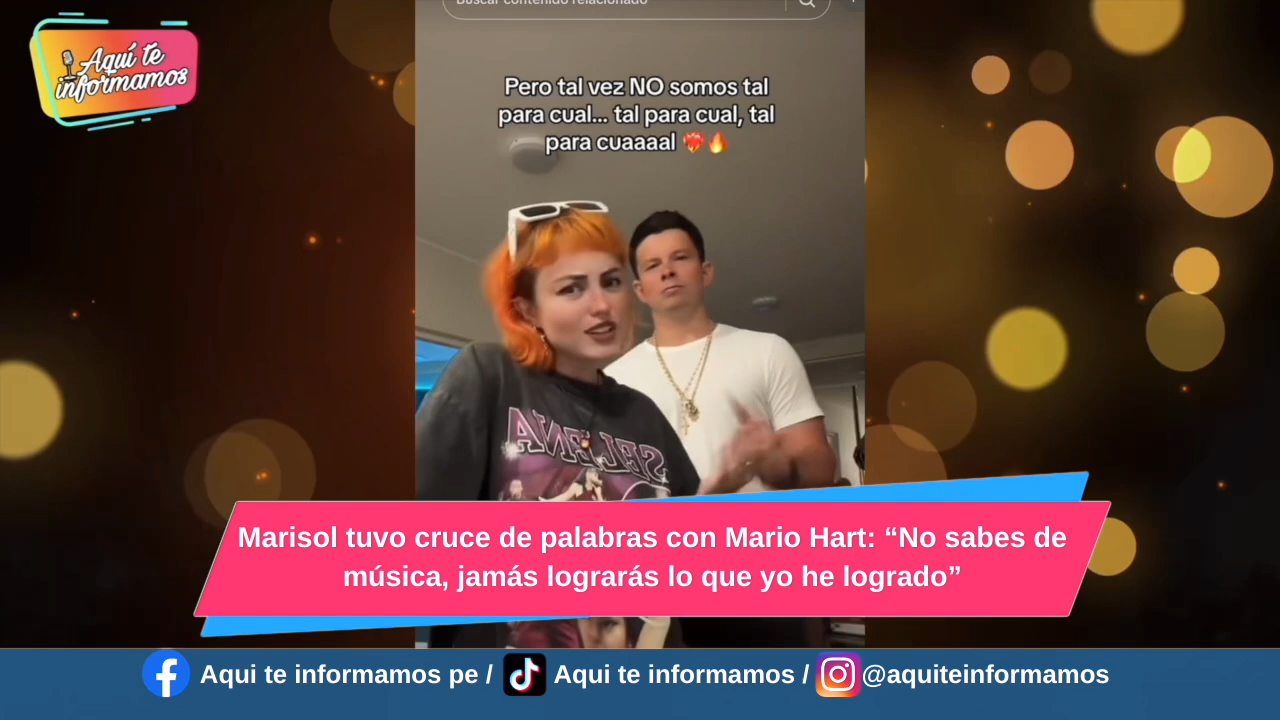 Buscar contenido relacionado
Aquí te
informamos
Pero tal vez NO somos tal
para cual... tal para cual, tal
para cuaaaal ❤️‍🔥🔥
SELENA
Marisol tuvo cruce de palabras con Mario Hart: “No sabes de
música, jamás lograrás lo que yo he logrado”
Aqui te informamos pe / Aqui te informamos / @aquiteinformamos